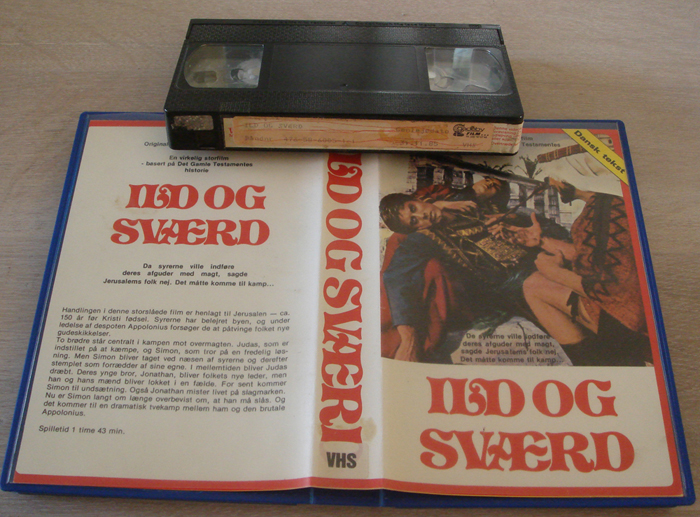 ILD OG SVÆRD
FILM
Original
En virkelig storfilm
- basert på Det Gamle Testamentes
historie
ILD OG
SVÆRD
Da syrerne ville indføre
deres afguder med magt, sagde
Jerusalems folk nej. Det måtte komme til kamp...
Handlingen i denne storslåede film er henlagt til Jerusalen — ca.
150 år før Kristi fødsel. Syrerne har belejret byen, og under
ledelse af despoten Appolonius forsøger de at påtvinge folket nye
gudeskikkelser.
To brødre står centralt i kampen mot overmagten. Judas, som er
indstillet på at kæmpe, og Simon, som tror på en fredelig løs-
ning. Men Simon bliver taget ved næsen af syrerne og derefter
stemplet som forrædder af sine egne. I mellemtiden bliver Judas
dræbt. Deres ynge bror, Jonathan, bliver folkets nye leder, men
han og hans mænd bliver lokket i en fælde. For sent kommer
Simon til undsætning. Også Jonathan mister livet på slagmarken.
Nu er Simon langt om længe overbevist om, at han må slås. Og
det kommer til en dramatisk tvekamp mellem ham og den brutale
Appolonius.
Spilletid 1 time 43 min.
ILD OG SVÆRD
VHS
Testamentes
Dansk tekst
Da syrerne ville indføre
deres afguder med magt,
sagde Jerusalems folk nej.
Det måtte komme til kamp...
ILD OG
SVÆRD